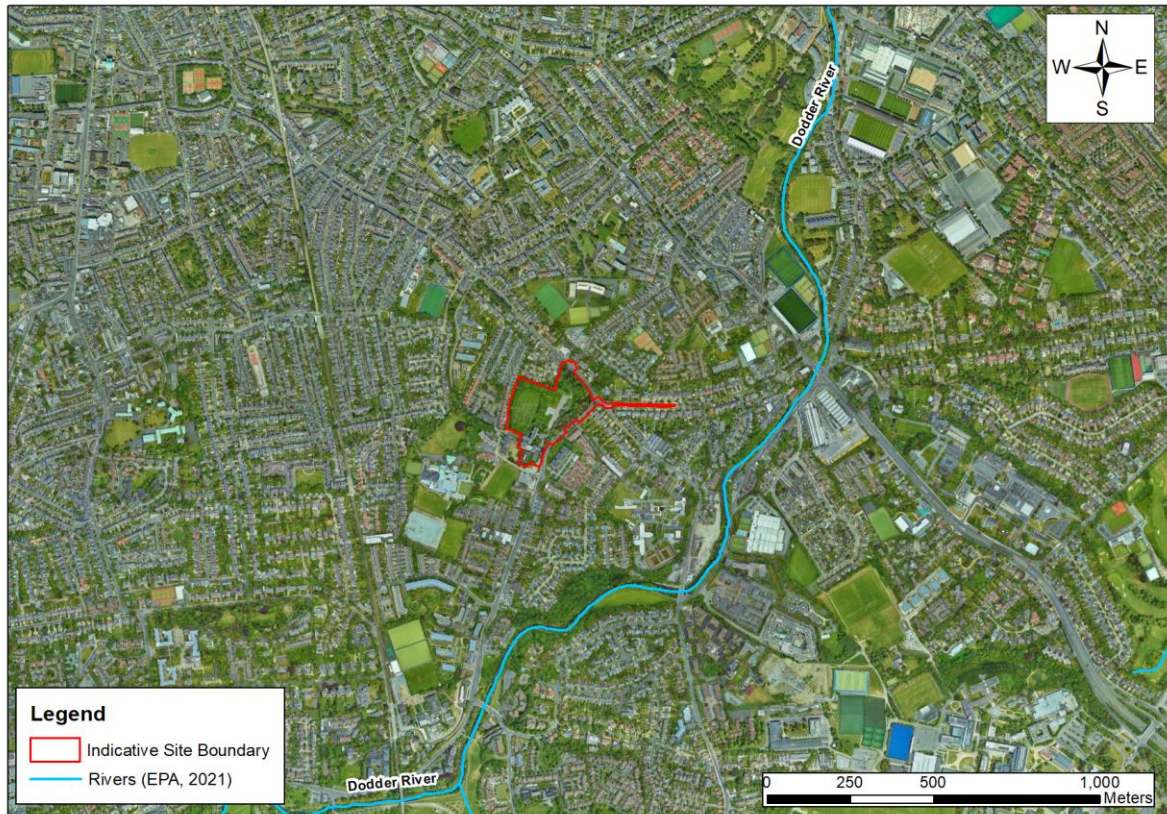 N
W E
S
Dodder River
Legend
Indicative Site Boundary
Rivers (EPA, 2021)
Dodder River
0 250 500 1,000
Meters